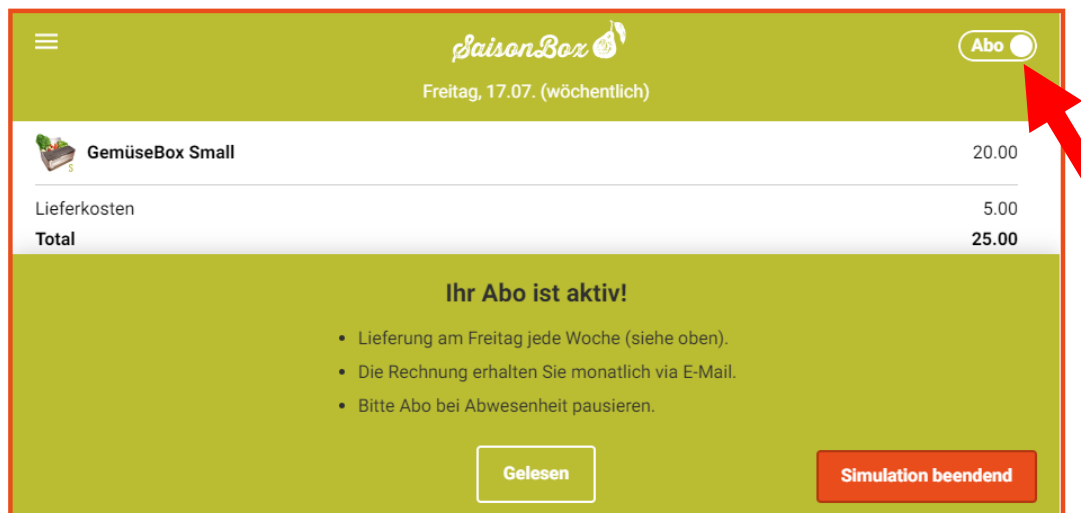 SaisonBox
Abo
Freitag, 17.07. (wöchentlich)
S
GemüseBox Small 20.00
Lieferkosten 5.00
Total 25.00
Ihr Abo ist aktiv!
• Lieferung am Freitag jede Woche (siehe oben).
• Die Rechnung erhalten Sie monatlich via E-Mail.
• Bitte Abo bei Abwesenheit pausieren.
Gelesen
Simulation beendend